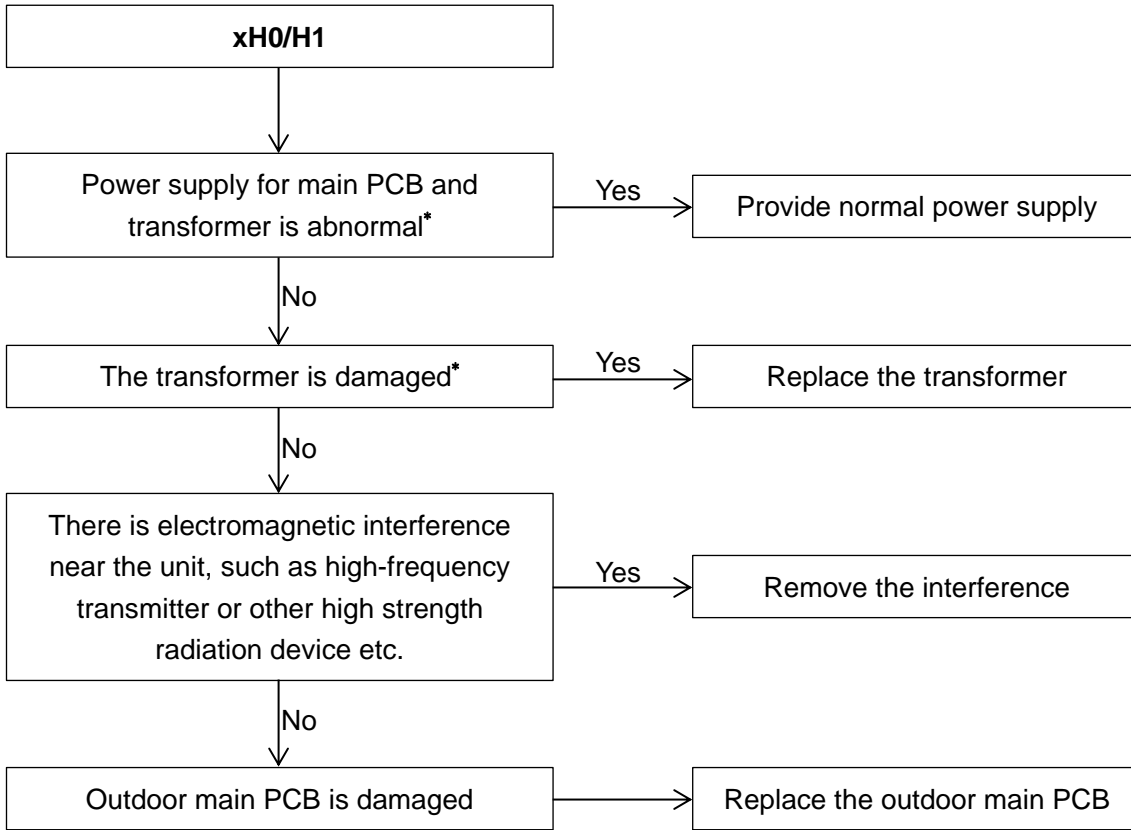 xH0/H1
Power supply for main PCB and
transformer is abnormal*
Yes
Provide normal power supply
No
The transformer is damaged*
Yes
Replace the transformer
No
There is electromagnetic interference
near the unit, such as high-frequency
transmitter or other high strength
radiation device etc.
Yes
Remove the interference
No
Outdoor main PCB is damaged
Replace the outdoor main PCB